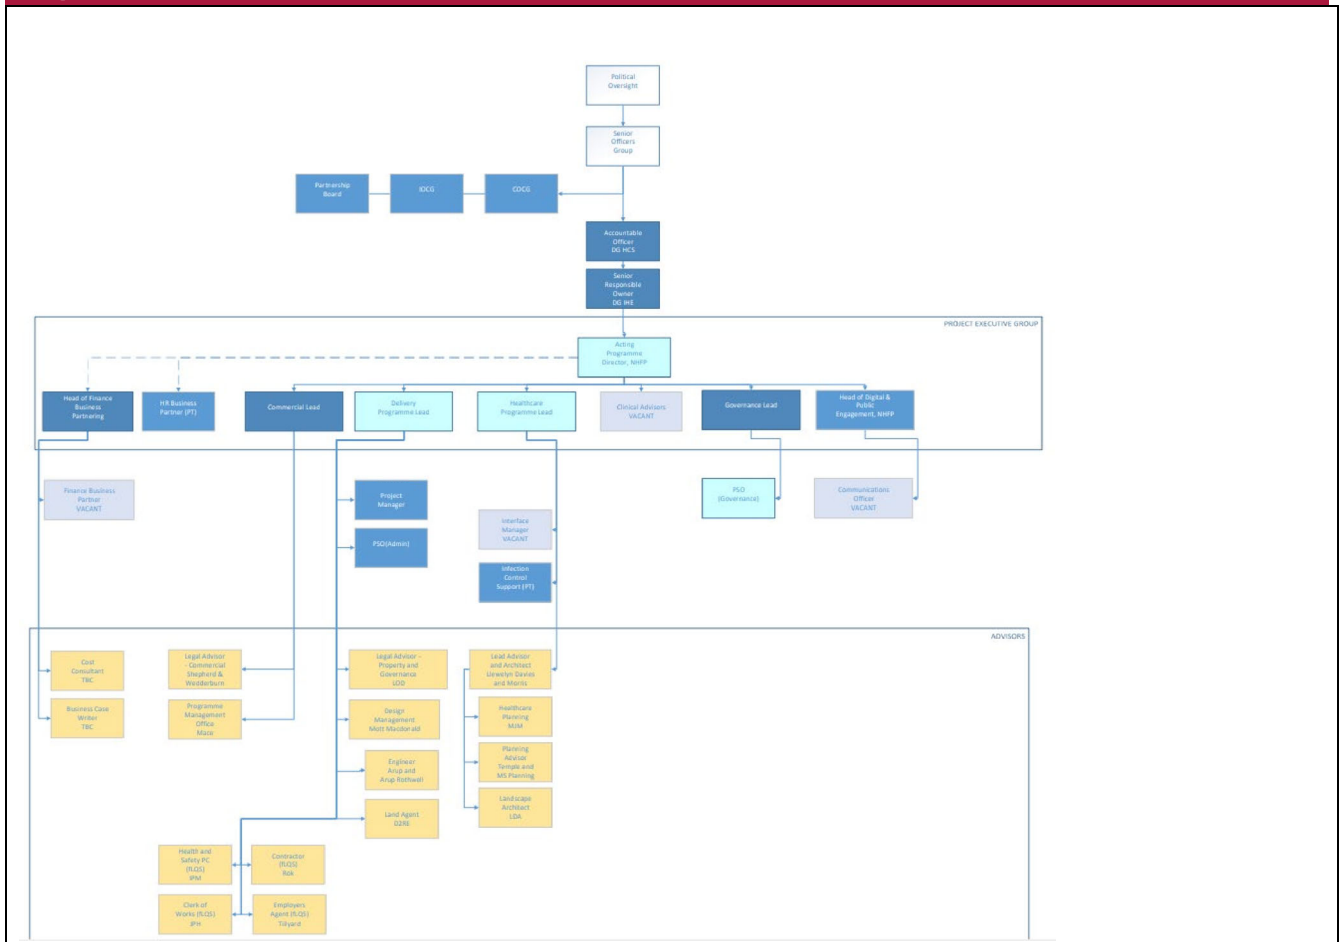 Political
Oversight
Senior
Officers
Group
Partnership
Board
IOCG
CDCG
Accountable
Officer
DG HCS
Senior
Responsible
Owner
DG IHE
PROJECT EXECUTIVE GROUP
Acting
Programme
Director, NHFP
Head of Finance
Business
Partnering
HR Business
Partner (PT)
Commercial Lead
Delivery
Programme Lead
Healthcare
Programme Lead
Clinical Advisors
VACANT
Governance Lead
Head of Digital &
Public
Engagement, NHFP
Finance Business
Partner
VACANT
Project
Manager
PSO(Admin)
Interface
Manager
VACANT
Infection
Control
Support (PT)
PSO
(Governance)
Communications
Officer
VACANT
ADVISORS
Cost
Consultant
TBC
Business Case
Writer
TBC
Legal Advisor
- Commercial
Shepherd &
Wedderburn
Programme
Management
Office
Mace
Legal Advisor -
Property and
Governance
LOD
Design
Management
Mott Macdonald
Engineer
Arup and
Arup Rothwell
Land Agent
D2RE
Lead Advisor
and Architect
Llewelyn Davies
and Morris
Healthcare
Planning
MJM
Planning
Advisor
Temple and
MS Planning
Landscape
Architect
LDA
Health and
Safety PC
(fLQS)
IPM
Contractor
(fLQS)
Rok
Clerk of
Works (fLQS)
Employers
Agent (fLQS)
Tilyard